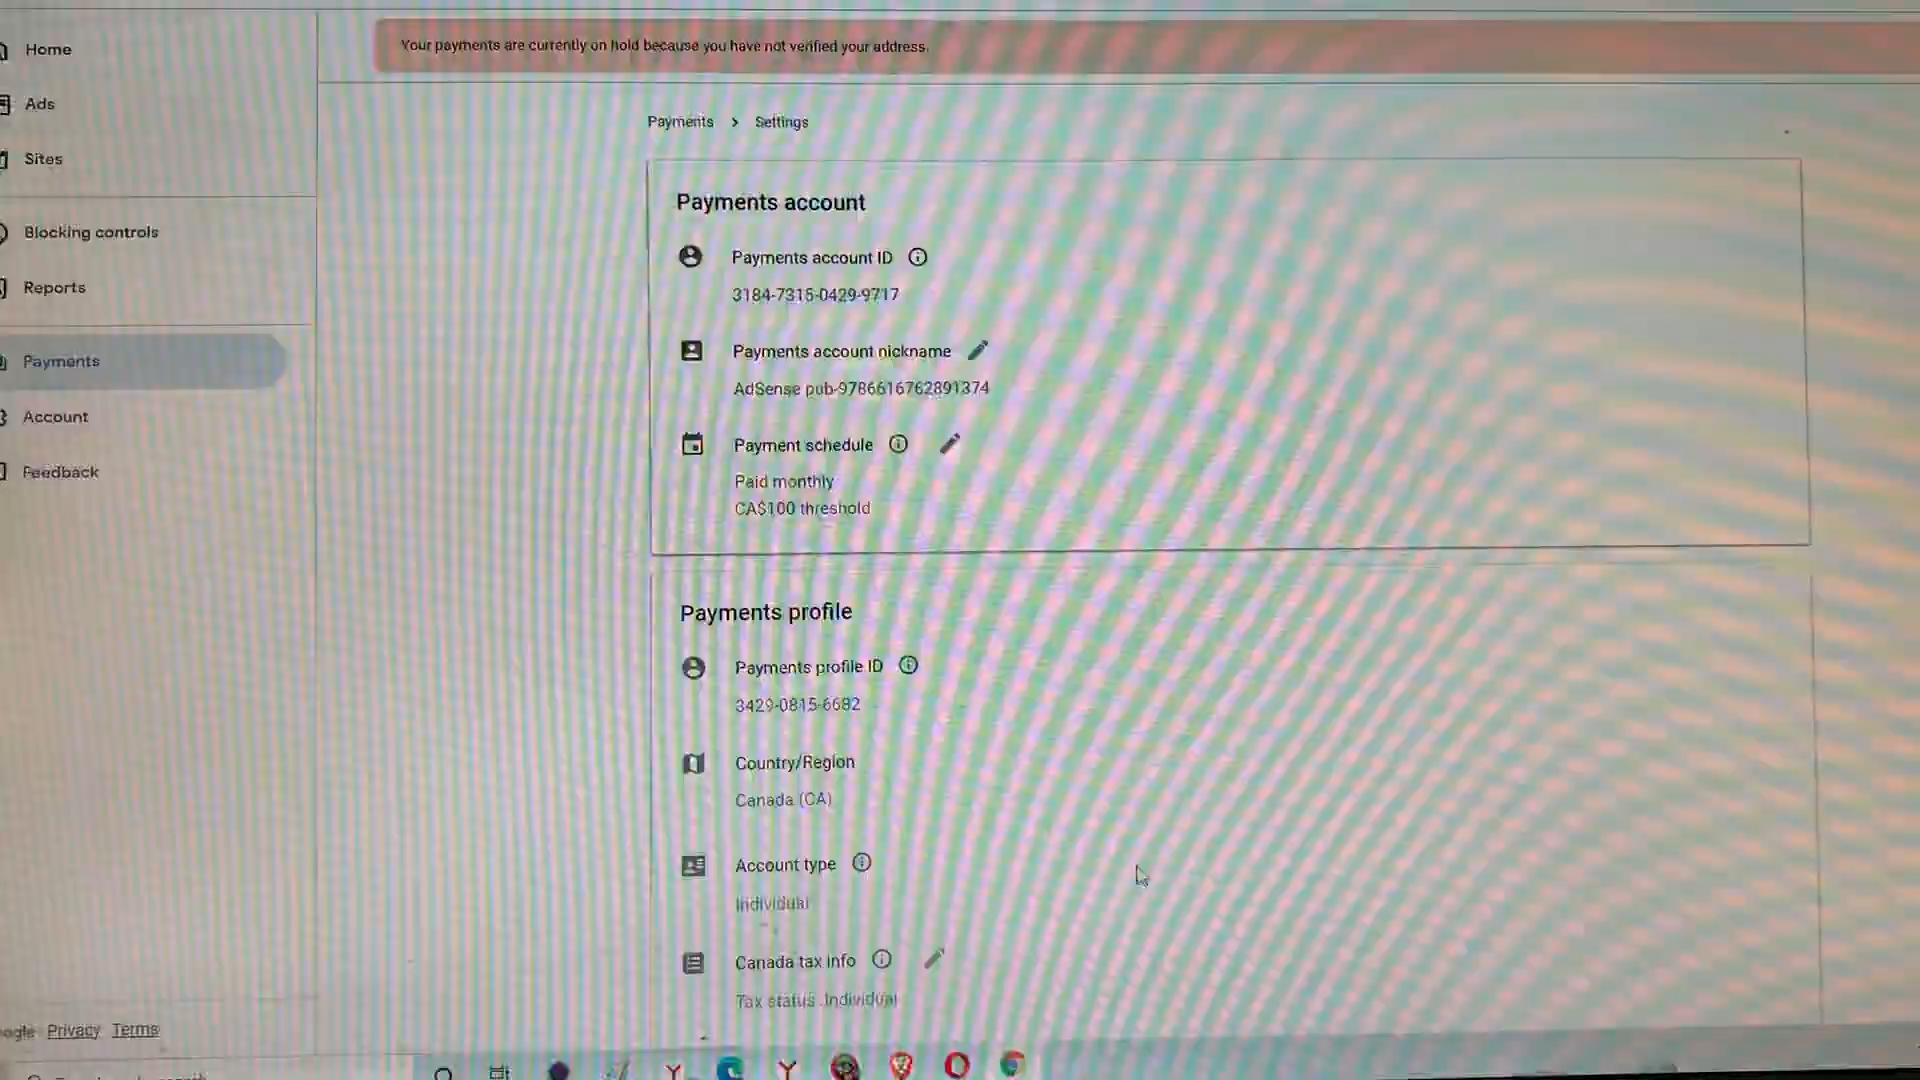 Your payments are currently on hold because you have not verified your address.
Home
Ads
Sites
Blocking controls
Reports
Payments
Account
Feedback
Privacy Terms
Payments > Settings
Payments account
Payments account ID
3184-7315-0429-9717
Payments account nickname
AdSense pub-9786616762891374
Payment schedule
Paid monthly
CA$100 threshold
Payments profile
Payments profile ID
3429-0815-6682
Country/Region
Canada (CA)
Account type
Individual
Canada tax info
Tax status: Individual